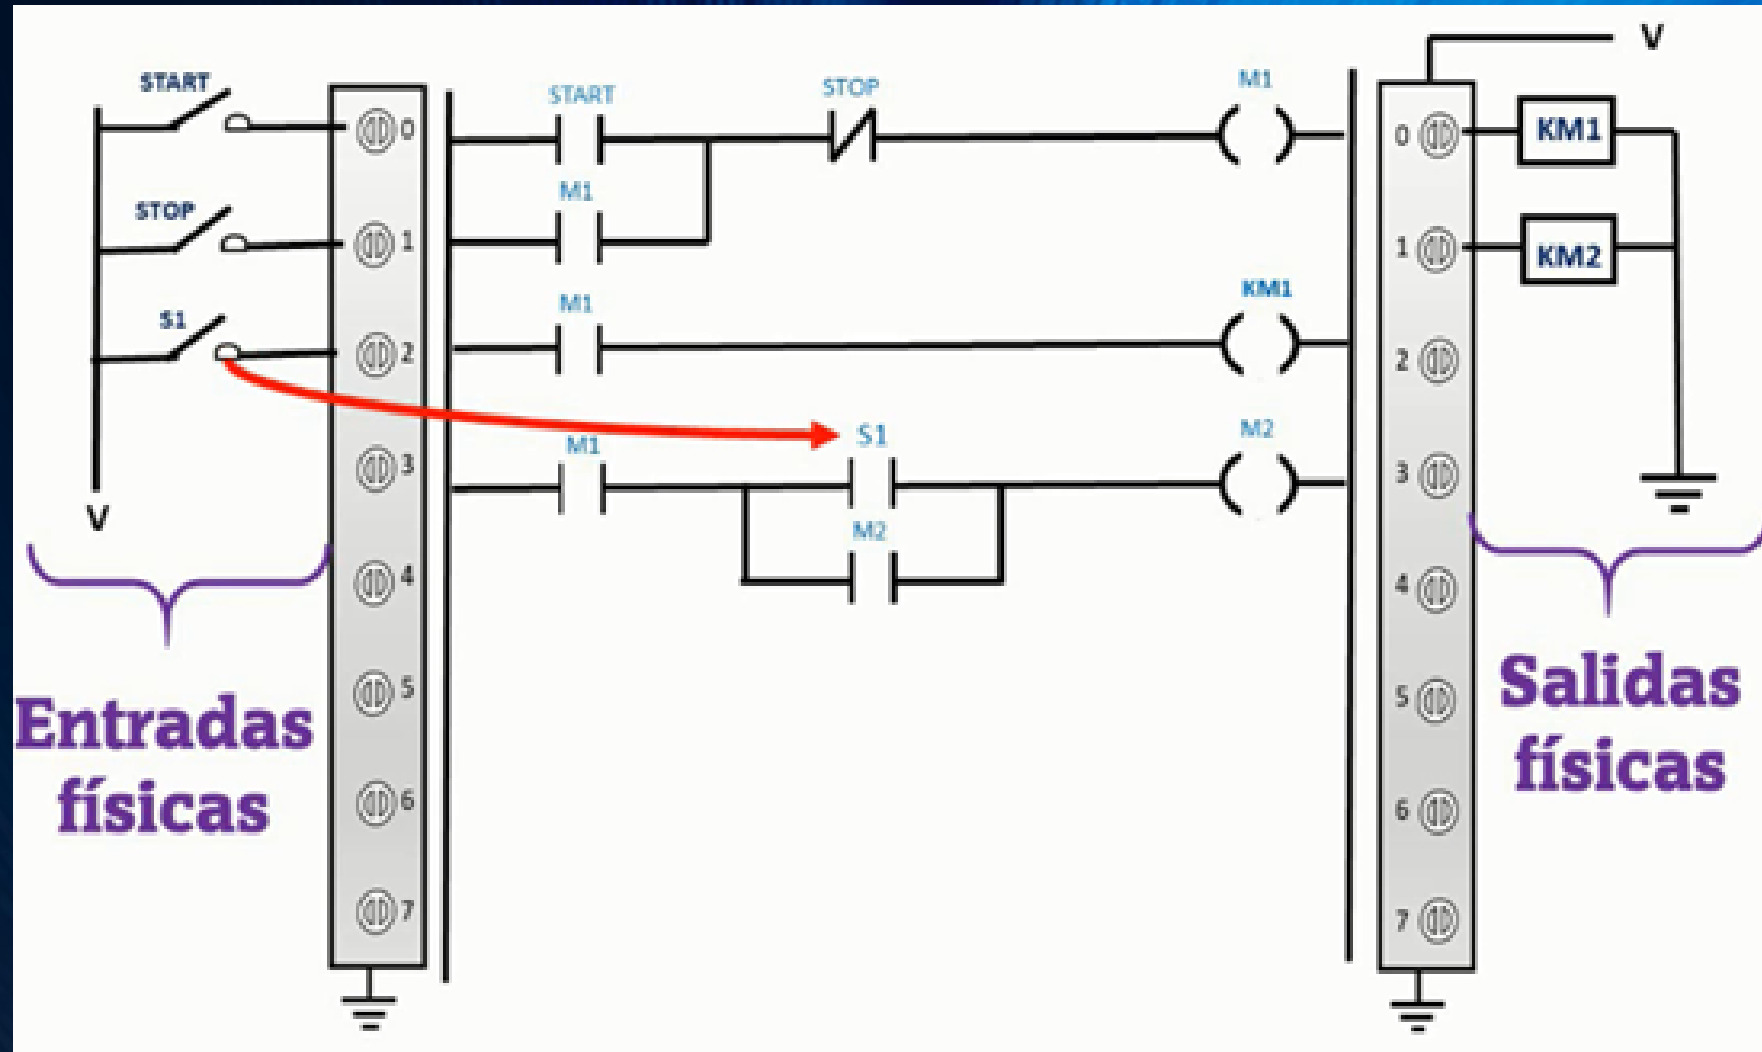 START
STOP
S1
V
Entradas
físicas
0
1
2
3
4
5
6
7
START
STOP
M1
M1
M1
KM1
M1
S1
M2
M2
0
1
2
3
4
5
6
7
V
KM1
KM2
Salidas
físicas